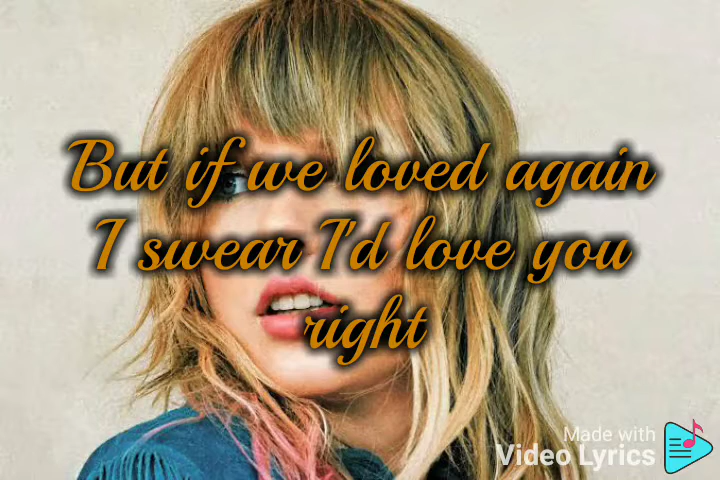 But if we loved again
I swear I'd love you
right
Made with
Video Lyrics